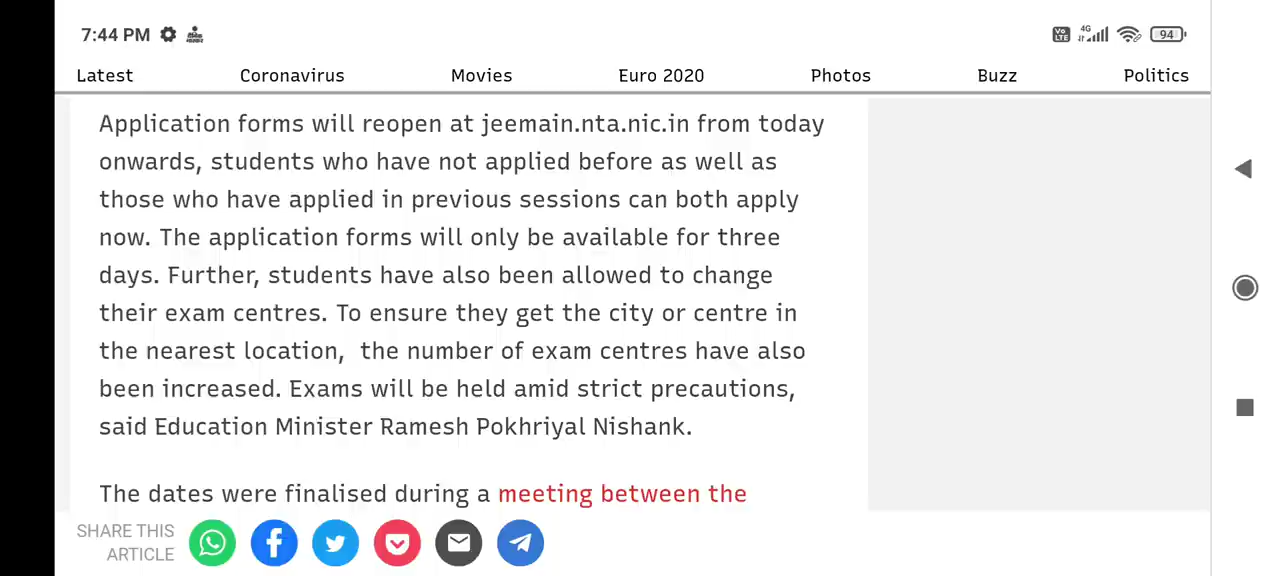 7:44 PM
Vo LTE 4G 94
Latest Coronavirus Movies Euro 2020 Photos Buzz Politics
Application forms will reopen at jeemain.nta.nic.in from today
onwards, students who have not applied before as well as
those who have applied in previous sessions can both apply
now. The application forms will only be available for three
days. Further, students have also been allowed to change
their exam centres. To ensure they get the city or centre in
the nearest location, the number of exam centres have also
been increased. Exams will be held amid strict precautions,
said Education Minister Ramesh Pokhriyal Nishank.
The dates were finalised during a meeting between the
SHARE THIS
ARTICLE